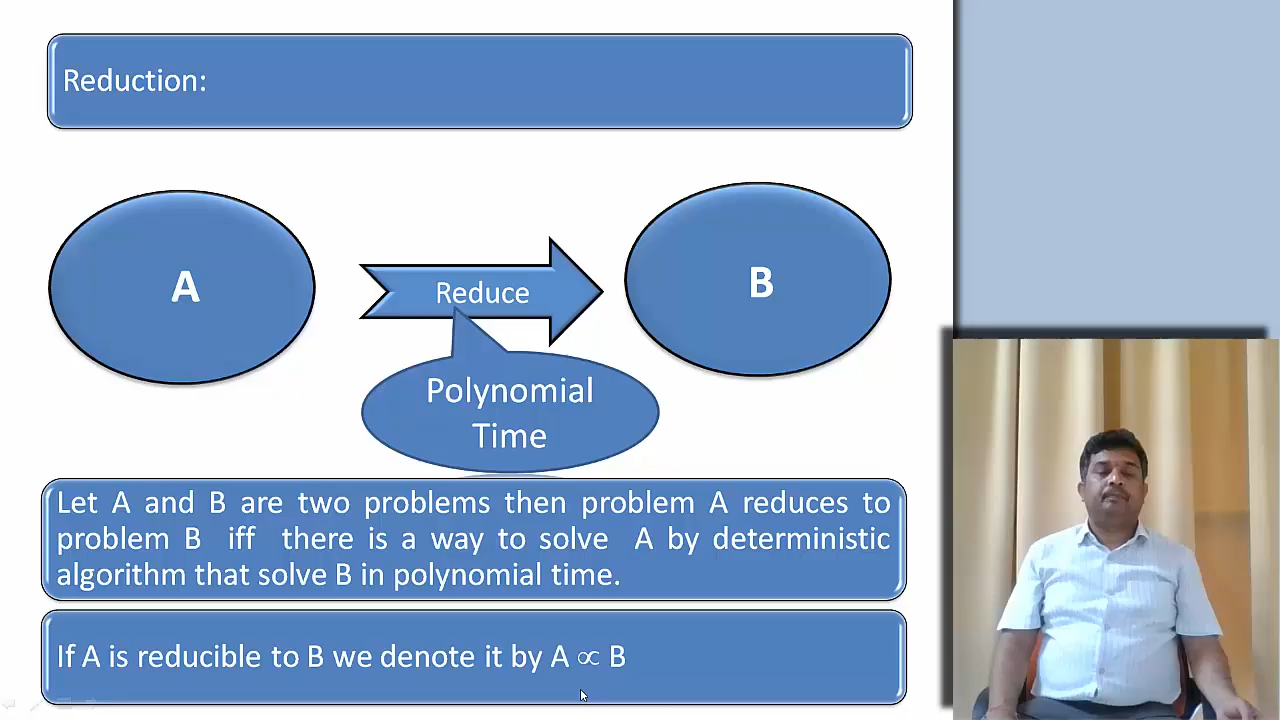 Reduction:
A
Reduce
B
Polynomial
Time
Let A and B are two problems then problem A reduces to
problem B iff there is a way to solve A by deterministic
algorithm that solve B in polynomial time.
If A is reducible to B we denote it by A ∝ B